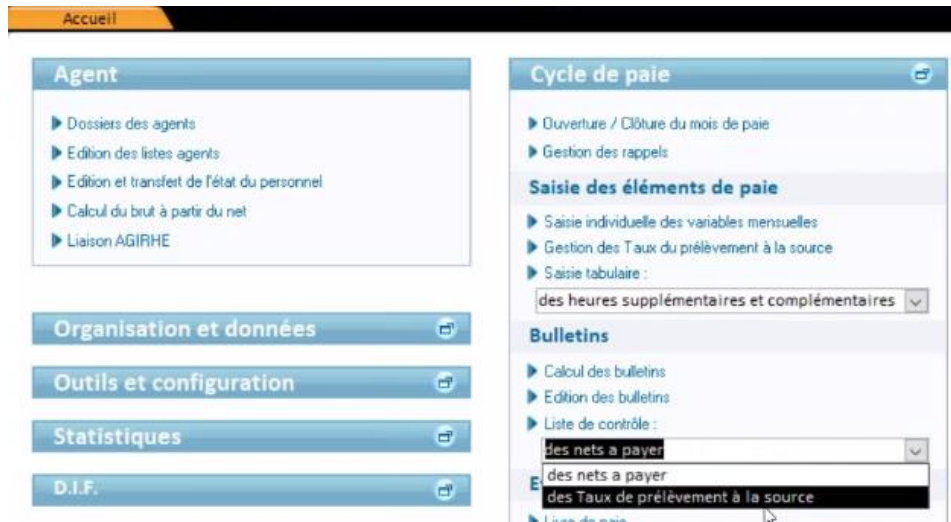 Accueil
Agent
Dossiers des agents
Edition des listes agents
Edition et transfert de l'état du personnel
Calcul du brut à partir du net
Liaison AGIRHE
Organisation et données
Outils et configuration
Statistiques
D.I.F.
Cycle de paie
Ouverture / Clôture du mois de paie
Gestion des rappels
Saisie des éléments de paie
Saisie individuelle des variables mensuelles
Gestion des Taux du prélèvement à la source
Saisie tabulaire :
des heures supplémentaires et complémentaires
Bulletins
Calcul des bulletins
Edition des bulletins
Liste de contrôle :
des nets a payer
des nets a payer
des Taux de prélèvement à la source
Livre de paie